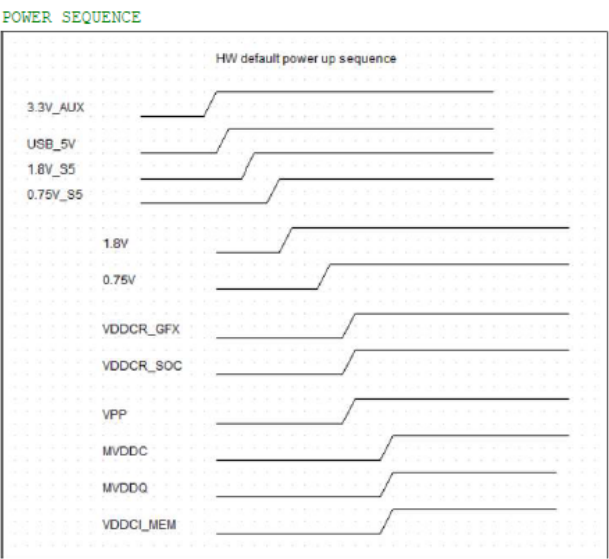 POWER SEQUENCE
HW default power up sequence
3.3V_AUX
USB_5V
1.8V_S5
0.75V_S5
1.8V
0.75V
VDDCR_GFX
VDDCR_SOC
VPP
MVDDC
MVDDQ
VDDCI_MEM